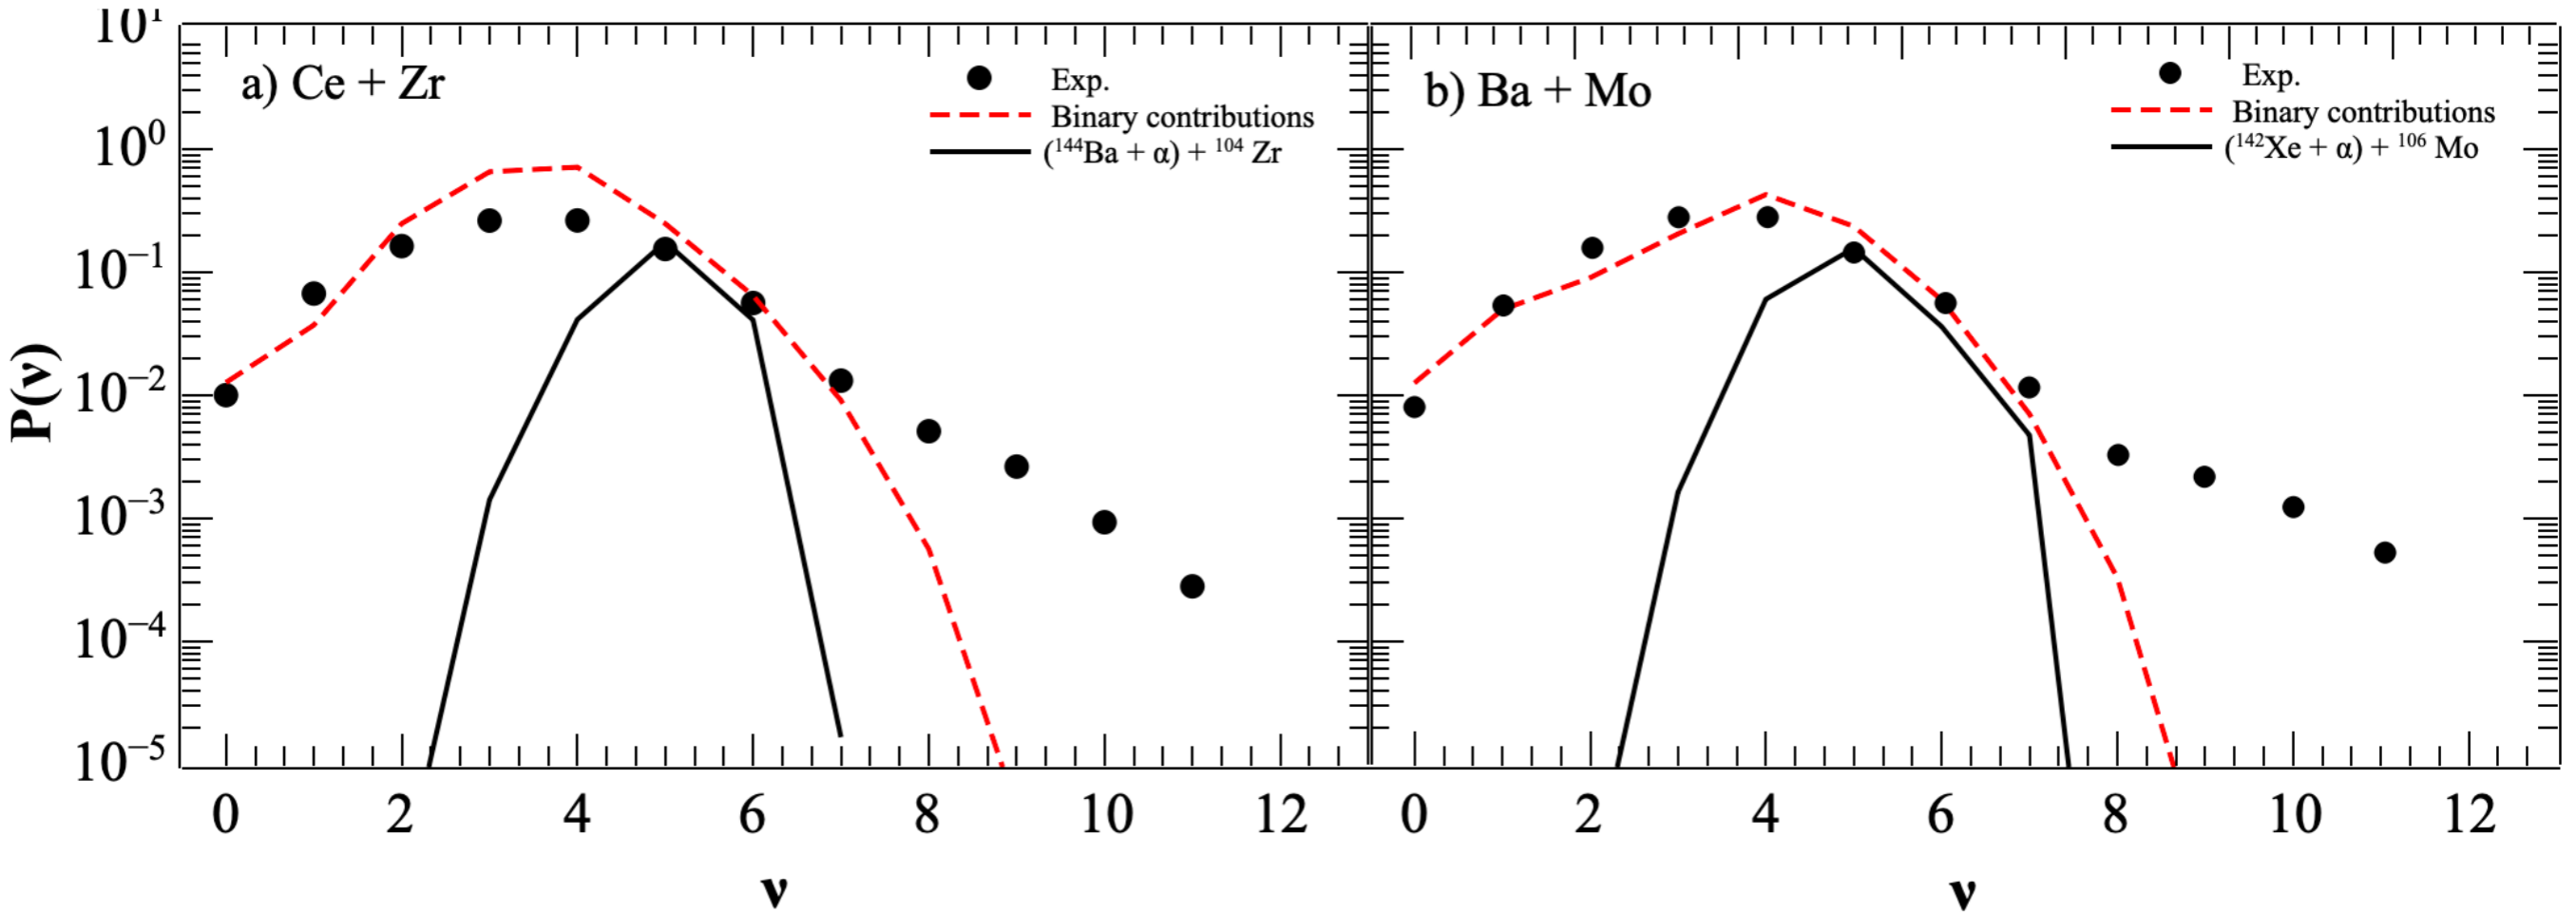 10¹
10⁰
10⁻¹
10⁻²
10⁻³
10⁻⁴
10⁻⁵
P(ν)
a) Ce + Zr
Exp.
Binary contributions
(¹⁴⁴Ba + α) + ¹⁰⁴ Zr
0 2 4 6 8 10 12
ν
b) Ba + Mo
Exp.
Binary contributions
(¹⁴²Xe + α) + ¹⁰⁶ Mo
0 2 4 6 8 10 12
ν